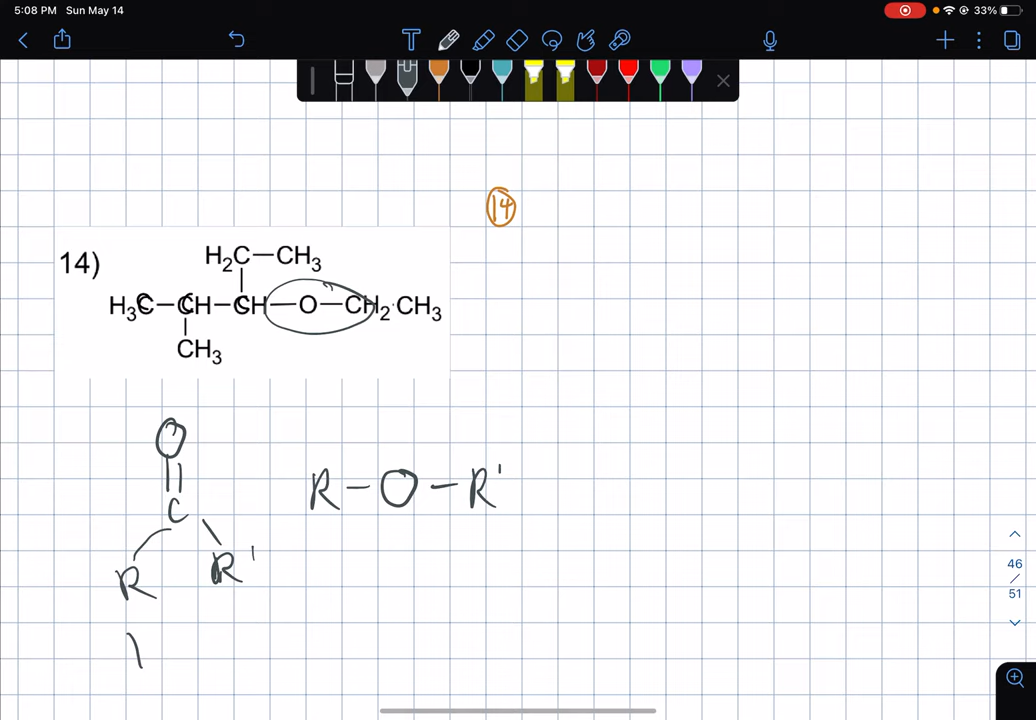 5:08 PM Sun May 14
33%
T
14
14)
H₂C—CH₃
H₃C—CH—CH—O—CH₂CH₃
CH₃
O
C
R R'
R—O—R'
46
/
51